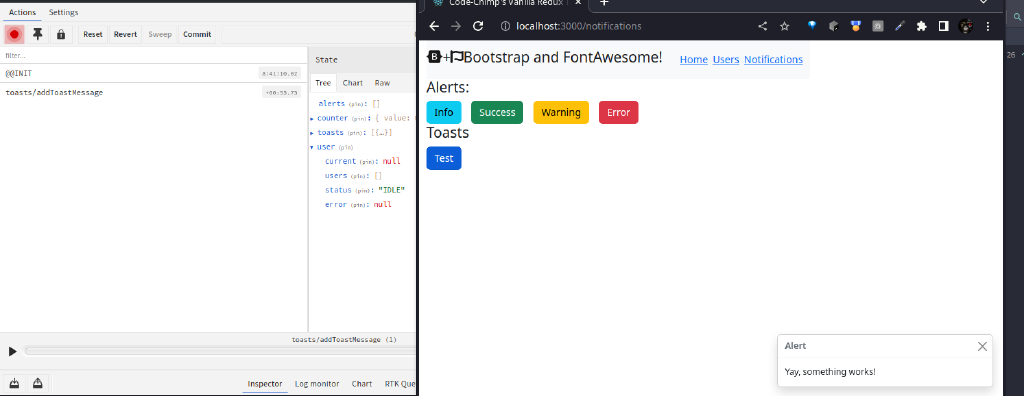 Actions Settings
Reset Revert Sweep Commit
filter...
@@INIT 8:41:10.02
toasts/addToastMessage +00:55.75
State
Tree Chart Raw
alerts (pin): []
counter (pin): { value:
toasts (pin): [{…}]
user (pin)
current (pin): null
users (pin): []
status (pin): "IDLE"
error (pin): null
toasts/addToastMessage (1)
Inspector Log monitor Chart RTK Que
Code-Chimp's Vanilla Redux
localhost:3000/notifications
B+Bootstrap and FontAwesome! Home Users Notifications
Alerts:
Info Success Warning Error
Toasts
Test
Alert
Yay, something works!
26